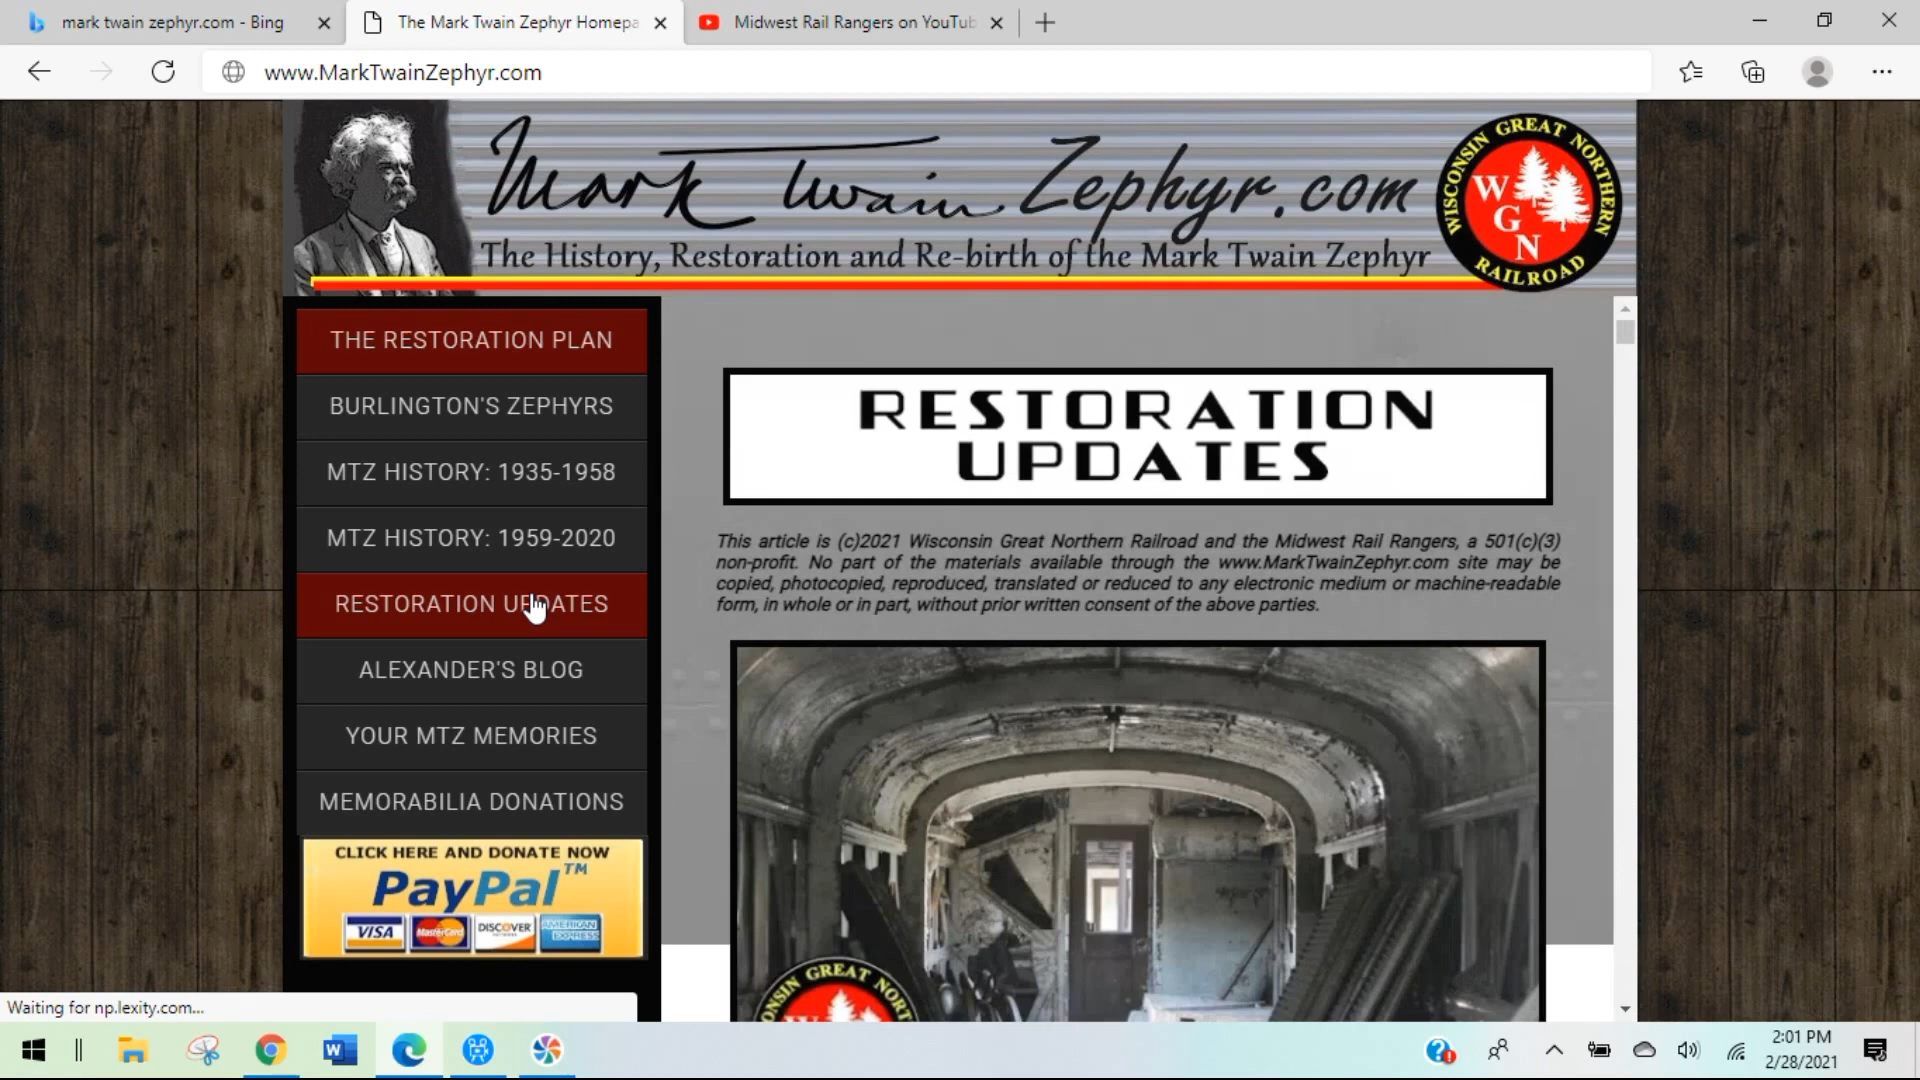 mark twain zephyr.com - Bing
The Mark Twain Zephyr Homepa
Midwest Rail Rangers on YouTub
www.MarkTwainZephyr.com
Mark Twain Zephyr.com
The History, Restoration and Re-birth of the Mark Twain Zephyr
WISCONSIN GREAT NORTHERN
W
G
N
RAILROAD
THE RESTORATION PLAN
BURLINGTON'S ZEPHYRS
MTZ HISTORY: 1935-1958
MTZ HISTORY: 1959-2020
RESTORATION UPDATES
ALEXANDER'S BLOG
YOUR MTZ MEMORIES
MEMORABILIA DONATIONS
CLICK HERE AND DONATE NOW
PayPal™
VISA MasterCard DISCOVER AMERICAN EXPRESS
RESTORATION
UPDATES
This article is (c)2021 Wisconsin Great Northern Railroad and the Midwest Rail Rangers, a 501(c)(3)
non-profit. No part of the materials available through the www.MarkTwainZephyr.com site may be
copied, photocopied, reproduced, translated or reduced to any electronic medium or machine-readable
form, in whole or in part, without prior written consent of the above parties.
Waiting for np.lexity.com...
2:01 PM
2/28/2021